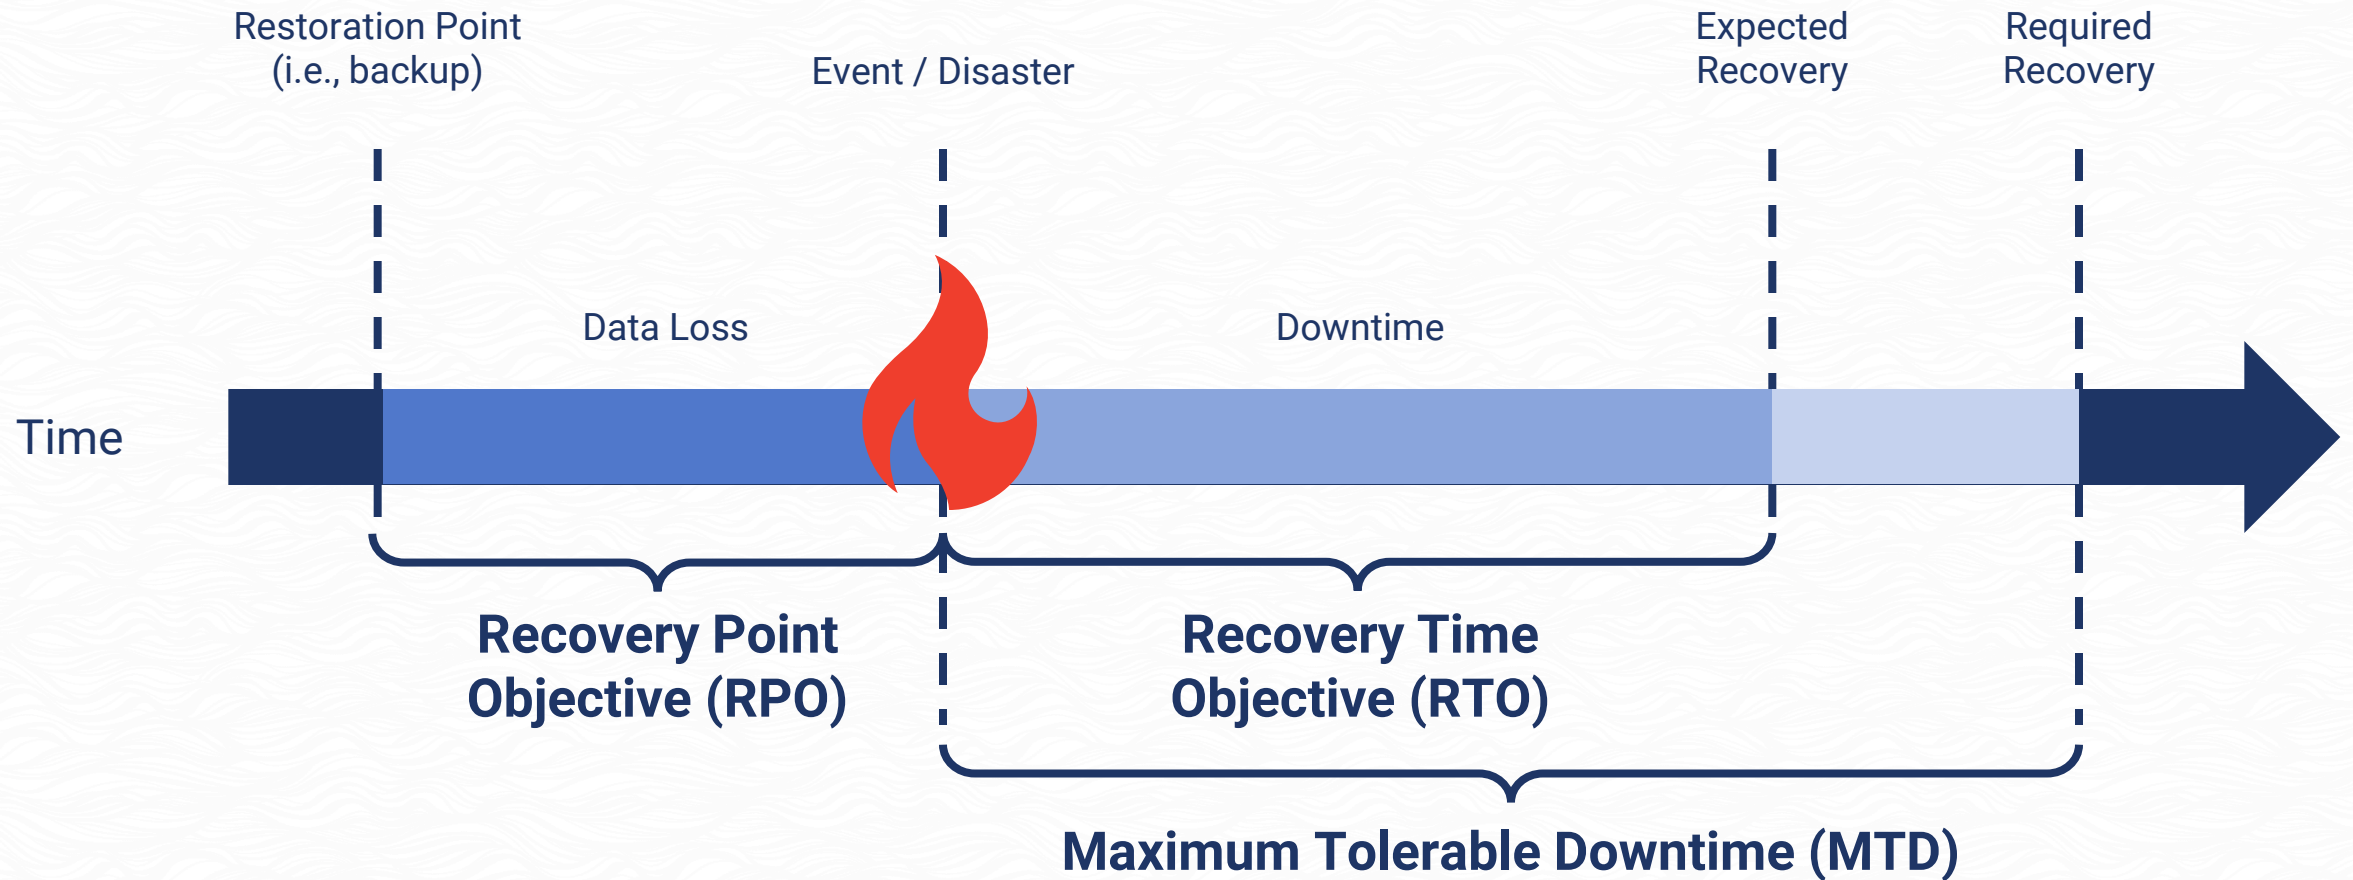 Restoration Point
(i.e., backup)
Event / Disaster
Expected
Recovery
Required
Recovery
Data Loss
Downtime
Time
Recovery Point
Objective (RPO)
Recovery Time
Objective (RTO)
Maximum Tolerable Downtime (MTD)